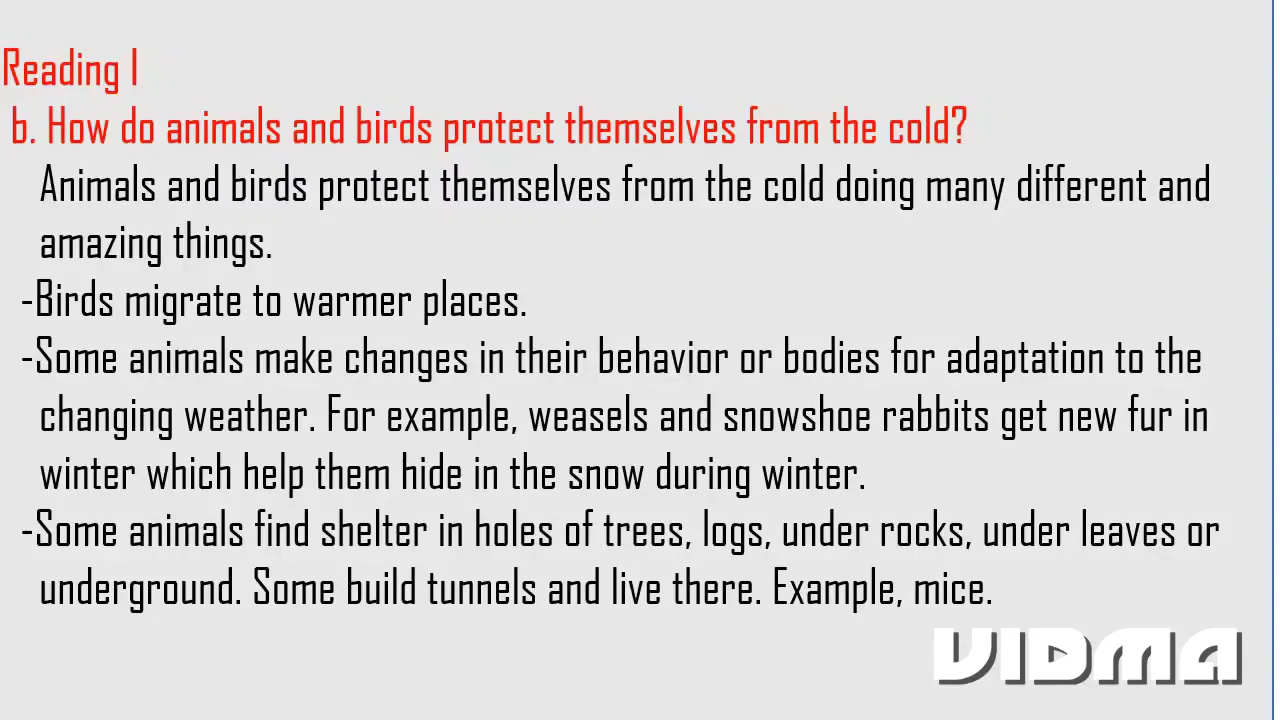 Reading I
b. How do animals and birds protect themselves from the cold?
Animals and birds protect themselves from the cold doing many different and
amazing things.
-Birds migrate to warmer places.
-Some animals make changes in their behavior or bodies for adaptation to the
changing weather. For example, weasels and snowshoe rabbits get new fur in
winter which help them hide in the snow during winter.
-Some animals find shelter in holes of trees, logs, under rocks, under leaves or
underground. Some build tunnels and live there. Example, mice.
VIDMA